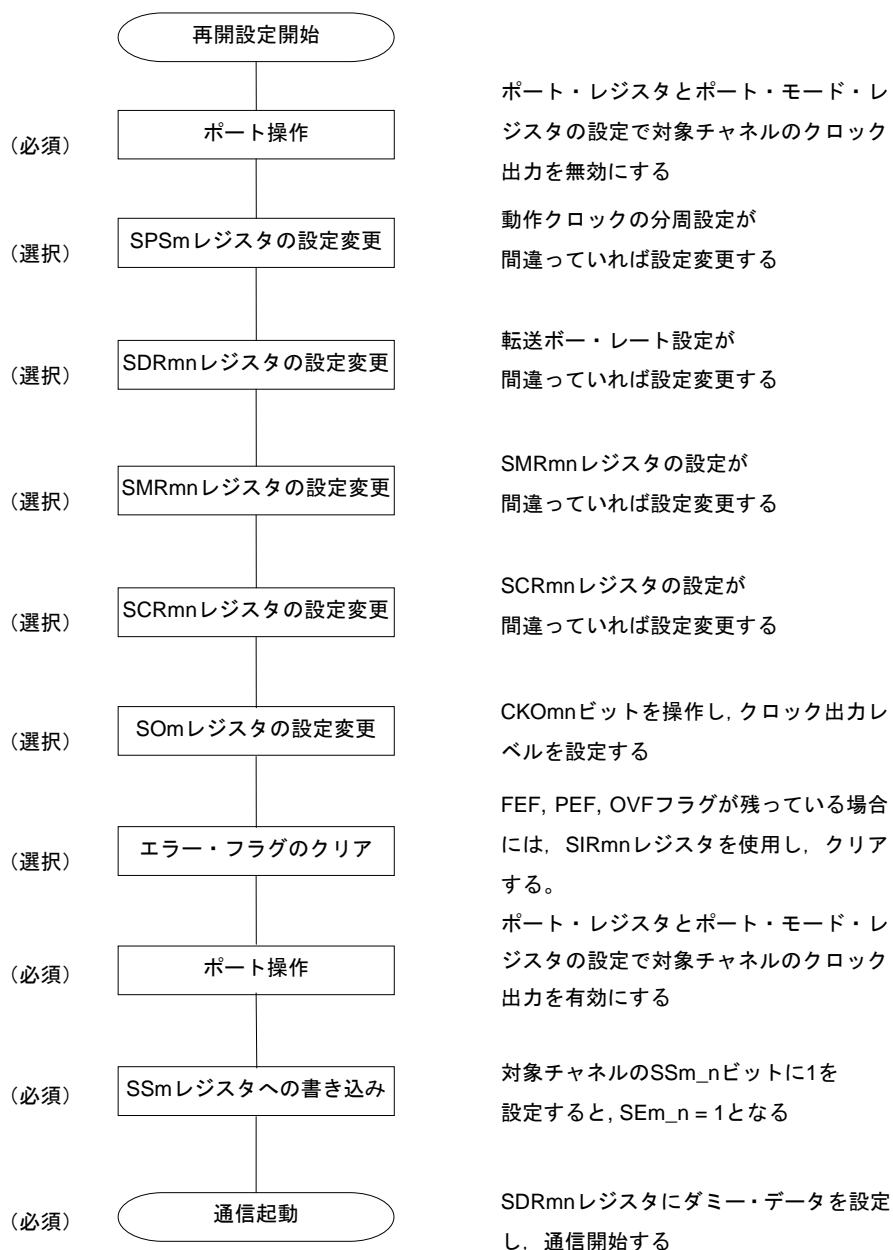 再開設定開始
（必須）
ポート操作
ポート・レジスタとポート・モード・レ
ジスタの設定で対象チャネルのクロック
出力を無効にする
（選択）
SPSmレジスタの設定変更
動作クロックの分周設定が
間違っていれば設定変更する
（選択）
SDRmnレジスタの設定変更
転送ボー・レート設定が
間違っていれば設定変更する
（選択）
SMRmnレジスタの設定変更
SMRmnレジスタの設定が
間違っていれば設定変更する
（選択）
SCRmnレジスタの設定変更
SCRmnレジスタの設定が
間違っていれば設定変更する
（選択）
SOmレジスタの設定変更
CKOmnビットを操作し, クロック出力レ
ベルを設定する
（選択）
エラー・フラグのクリア
FEF, PEF, OVFフラグが残っている場合
には，SIRmnレジスタを使用し，クリア
する。
（必須）
ポート操作
ポート・レジスタとポート・モード・レ
ジスタの設定で対象チャネルのクロック
出力を有効にする
（必須）
SSmレジスタへの書き込み
対象チャネルのSSm_nビットに1を
設定すると, SEm_n = 1となる
（必須）
通信起動
SDRmnレジスタにダミー・データを設定
し，通信開始する